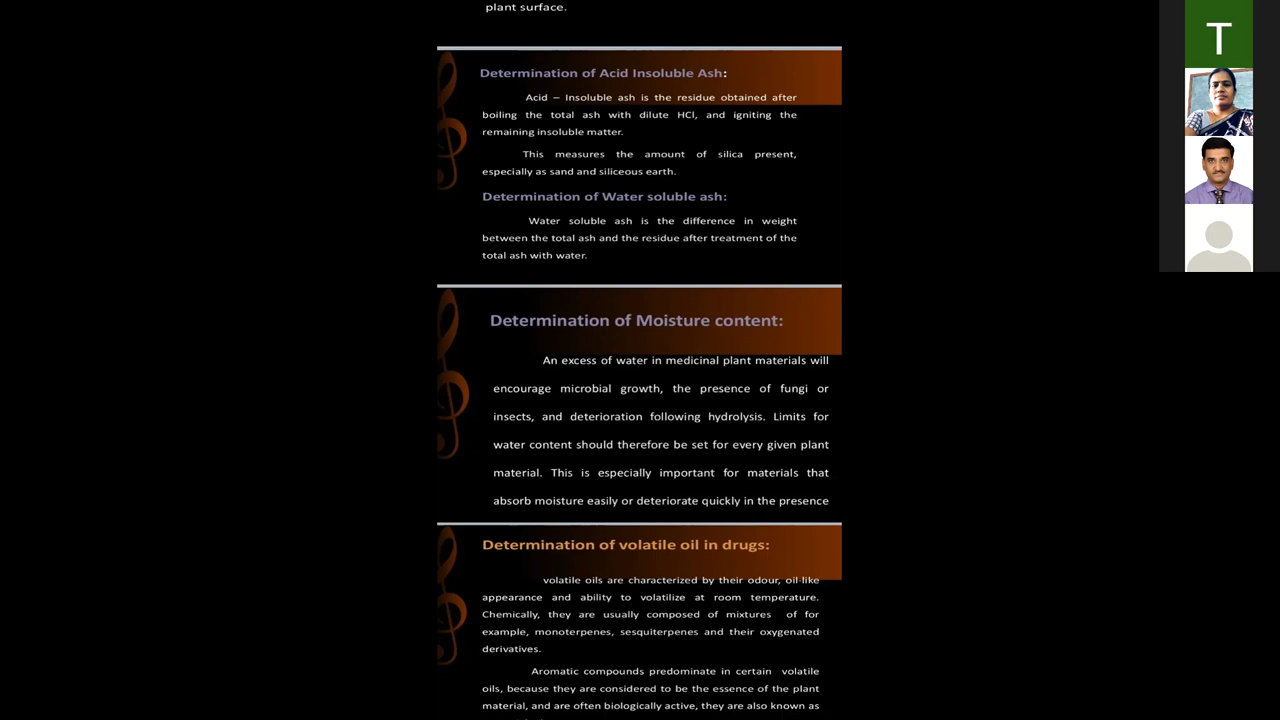 plant surface.
Determination of Acid Insoluble Ash:
Acid – Insoluble ash is the residue obtained after
boiling the total ash with dilute HCl, and igniting the
remaining insoluble matter.
This measures the amount of silica present,
especially as sand and siliceous earth.
Determination of Water soluble ash:
Water soluble ash is the difference in weight
between the total ash and the residue after treatment of the
total ash with water.
Determination of Moisture content:
An excess of water in medicinal plant materials will
encourage microbial growth, the presence of fungi or
insects, and deterioration following hydrolysis. Limits for
water content should therefore be set for every given plant
material. This is especially important for materials that
absorb moisture easily or deteriorate quickly in the presence
Determination of volatile oil in drugs:
volatile oils are characterized by their odour, oil-like
appearance and ability to volatilize at room temperature.
Chemically, they are usually composed of mixtures of for
example, monoterpenes, sesquiterpenes and their oxygenated
derivatives.
Aromatic compounds predominate in certain volatile
oils, because they are considered to be the essence of the plant
material, and are often biologically active, they are also known as
T